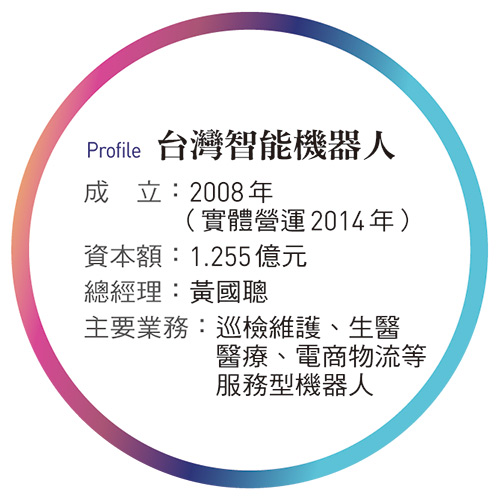 Profile 台灣智能機器人
成　立：2008年
（實體營運2014年）
資本額：1.255億元
總經理：黃國聰
主要業務：巡檢維護、生醫
醫療、電商物流等
服務型機器人